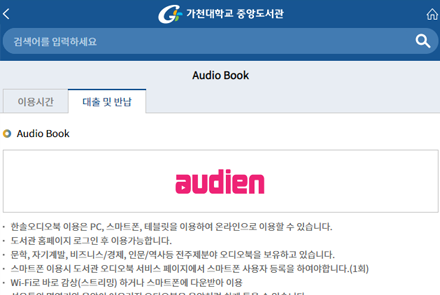 가천대학교 중앙도서관
검색어를 입력하세요
Audio Book
이용시간
대출 및 반납
Audio Book
audien
한솔오디오북 이용은 PC, 스마트폰, 테블릿을 이용하여 온라인으로 이용할 수 있습니다.
도서관 홈페이지 로그인 후 이용가능합니다.
문학, 자기계발, 비즈니스/경제, 인문/역사등 전주제분야 오디오북을 보유하고 있습니다.
스마트폰 이용시 도서관 오디오북 서비스 페이지에서 스마트폰 사용자 등록을 하여야합니다.(1회)
Wi-Fi로 바로 감상(스트리밍) 하거나 스마트폰에 다운받아 이용